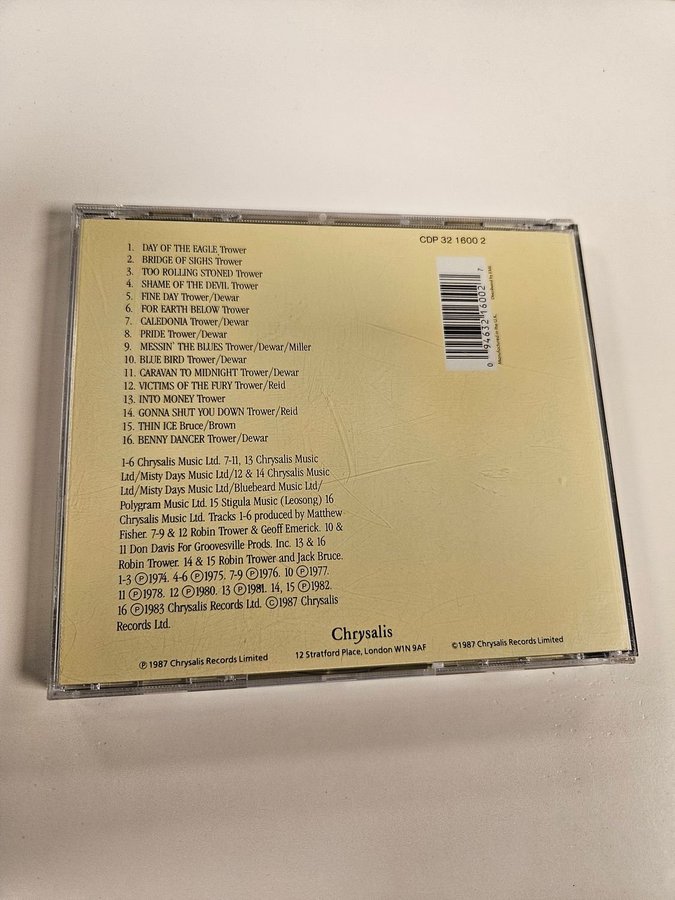 CDP 32 1600 2
1. DAY OF THE EAGLE Trower
2. BRIDGE OF SIGHS Trower
3. TOO ROLLING STONED Trower
4. SHAME OF THE DEVIL Trower
5. FINE DAY Trower/Dewar
6. FOR EARTH BELOW Trower
7. CALEDONIA Trower/Dewar
8. PRIDE Trower/Dewar
9. MESSIN' THE BLUES Trower/Dewar/Miller
10. BLUE BIRD Trower/Dewar
11. CARAVAN TO MIDNIGHT Trower/Dewar
12. VICTIMS OF THE FURY Trower/Reid
13. INTO MONEY Trower
14. GONNA SHUT YOU DOWN Trower/Reid
15. THIN ICE Bruce/Brown
16. BENNY DANCER Trower/Dewar
1-6 Chrysalis Music Ltd. 7-11, 13 Chrysalis Music
Ltd/Misty Days Music Ltd/12 & 14 Chrysalis Music
Ltd/Misty Days Music Ltd/Bluebeard Music Ltd/
Polygram Music Ltd. 15 Stigula Music (Leosong) 16
Chrysalis Music Ltd. Tracks 1-6 produced by Matthew
Fisher. 7-9 & 12 Robin Trower & Geoff Emerick. 10 &
11 Don Davis For Groovesville Prods. Inc. 13 & 16
Robin Trower. 14 & 15 Robin Trower and Jack Bruce.
1-3 ℗1974. 4-6 ℗1975. 7-9 ℗1976. 10 ℗1977.
11 ℗1978. 12 ℗1980. 13 ℗1981. 14, 15 ℗1982.
16 ℗1983 Chrysalis Records Ltd. ©1987 Chrysalis
Records Ltd.
0 94632 16002 7
Manufactured in the U.K.
Distributed by EMI
Chrysalis
℗ 1987 Chrysalis Records Limited
12 Stratford Place, London W1N 9AF
©1987 Chrysalis Records Limited